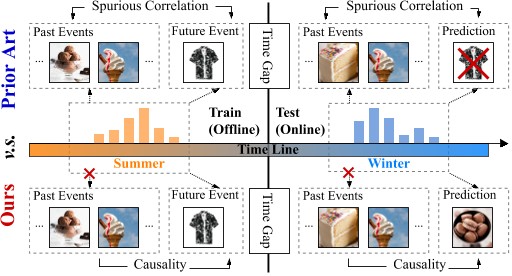 Spurious Correlation
Spurious Correlation
Prior Art
Past Events
Future Event
Time Gap
Past Events
Prediction
...
...
...
...
Train
(Offline)
Test
(Online)
v.s.
Time Line
Summer
Winter
Ours
Past Events
Future Event
Time Gap
Past Events
Prediction
...
...
...
...
Causality
Causality